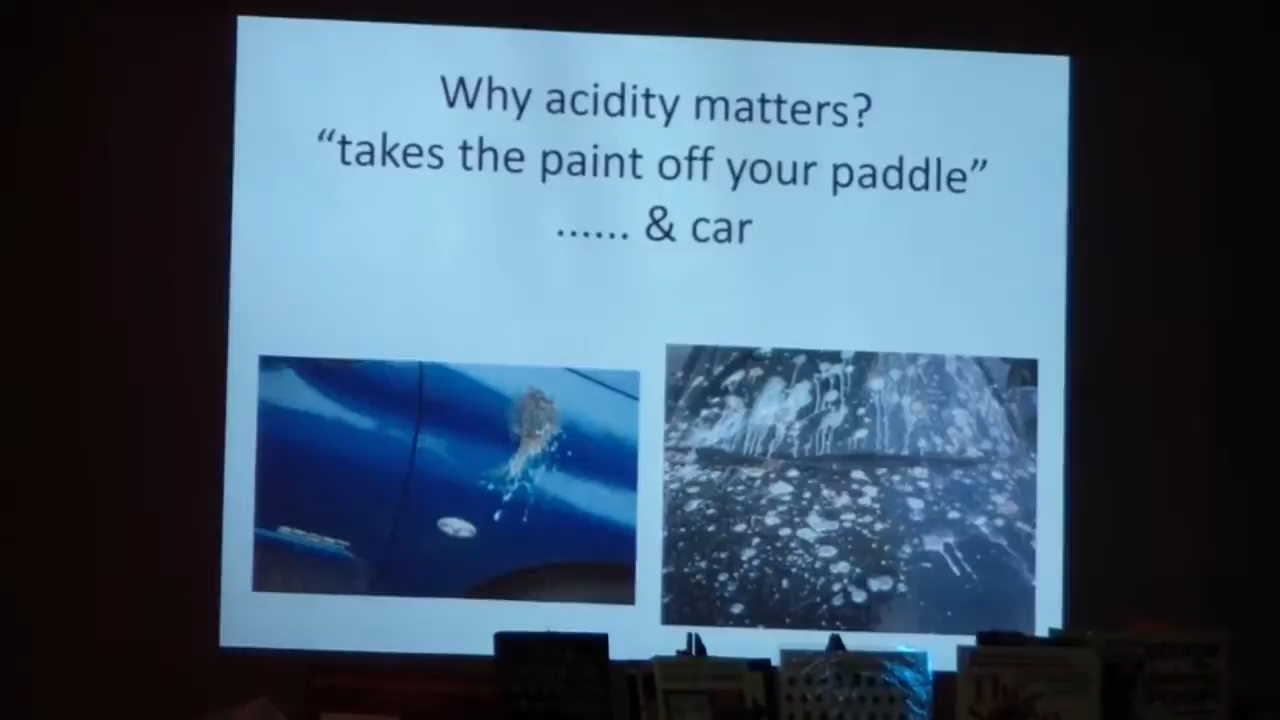 Why acidity matters?
“takes the paint off your paddle”
...... & car